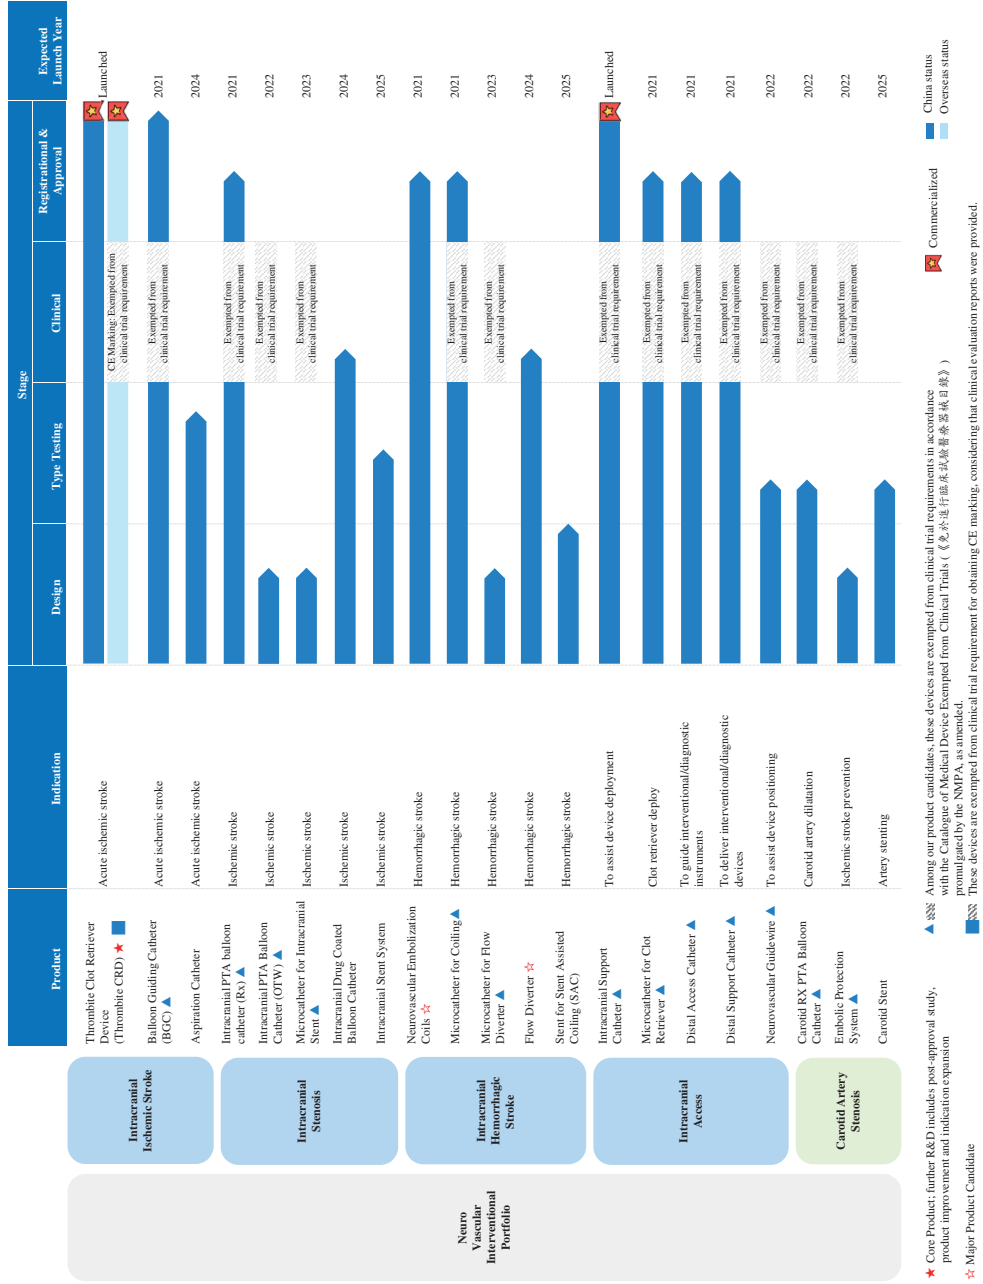 Product
Indication
Stage
Design
Type Testing
Clinical
Registrational &
Approval
Expected
Launch Year
Neuro
Vascular
Interventional
Portfolio
Intracranial
Ischemic Stroke
Thrombite Clot Retriever
Device
(Thrombite CRD) ★ ■
Acute ischemic stroke
CE Marking: Exempted from
clinical trial requirement
Launched
Balloon Guiding Catheter
(BGC) ▲
Acute ischemic stroke
Exempted from
clinical trial requirement
2021
Aspiration Catheter
Acute ischemic stroke
2024
Intracranial
Stenosis
Intracranial PTA balloon
catheter (Rx) ▲
Ischemic stroke
Exempted from
clinical trial requirement
2021
Intracranial PTA Balloon
Catheter (OTW) ▲
Ischemic stroke
Exempted from
clinical trial requirement
2022
Microcatheter for Intracranial
Stent ▲
Ischemic stroke
Exempted from
clinical trial requirement
2023
Intracranial Drug Coated
Balloon Catheter
Ischemic stroke
2024
Intracranial Stent System
Ischemic stroke
2025
Intracranial
Hemorrhagic
Stroke
Neurovascular Embolization
Coils ☆
Hemorrhagic stroke
2021
Microcatheter for Coiling ▲
Hemorrhagic stroke
Exempted from
clinical trial requirement
2021
Microcatheter for Flow
Diverter ▲
Hemorrhagic stroke
Exempted from
clinical trial requirement
2023
Flow Diverter ☆
Hemorrhagic stroke
2024
Stent for Stent Assisted
Coiling (SAC)
Hemorrhagic stroke
2025
Intracranial
Access
Intracranial Support
Catheter ▲
To assist device deployment
Exempted from
clinical trial requirement
Launched
Microcatheter for Clot
Retriever ▲
Clot retriever deploy
Exempted from
clinical trial requirement
2021
Distal Access Catheter ▲
To guide interventional/diagnostic
instruments
Exempted from
clinical trial requirement
2021
Distal Support Catheter ▲
To deliver interventional/diagnostic
devices
Exempted from
clinical trial requirement
2021
Neurovascular Guidewire ▲
To assist device positioning
Exempted from
clinical trial requirement
2022
Carotid Artery
Stenosis
Caroid RX PTA Balloon
Catheter ▲
Carotid artery dilatation
Exempted from
clinical trial requirement
2022
Embolic Protection
System ▲
Ischemic stroke prevention
Exempted from
clinical trial requirement
2022
Caroid Stent
Artery stenting
2025
★ Core Product; further R&D includes post-approval study,
product improvement and indication expansion
☆ Major Product Candidate
▲ Among our product candidates, these devices are exempted from clinical trial requirements in accordance
with the Catalogue of Medical Device Exempted from Clinical Trials (《免於進行臨床試驗醫療器械目錄》)
promulgated by the NMPA, as amended.
■ These devices are exempted from clinical trial requirement for obtaining CE marking, considering that clinical evaluation reports were provided.
Commercialized
China status
Overseas status